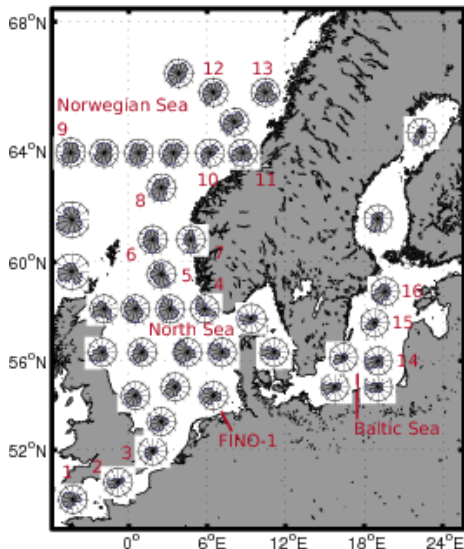 68°N
12 13
Norwegian Sea
9
64°N
10 11
8
6 7
60°N
5
4
16
North Sea
15
56°N
14
Baltic Sea
FINO-1
3
52°N
1 2
0° 6°E 12°E 18°E 24°E